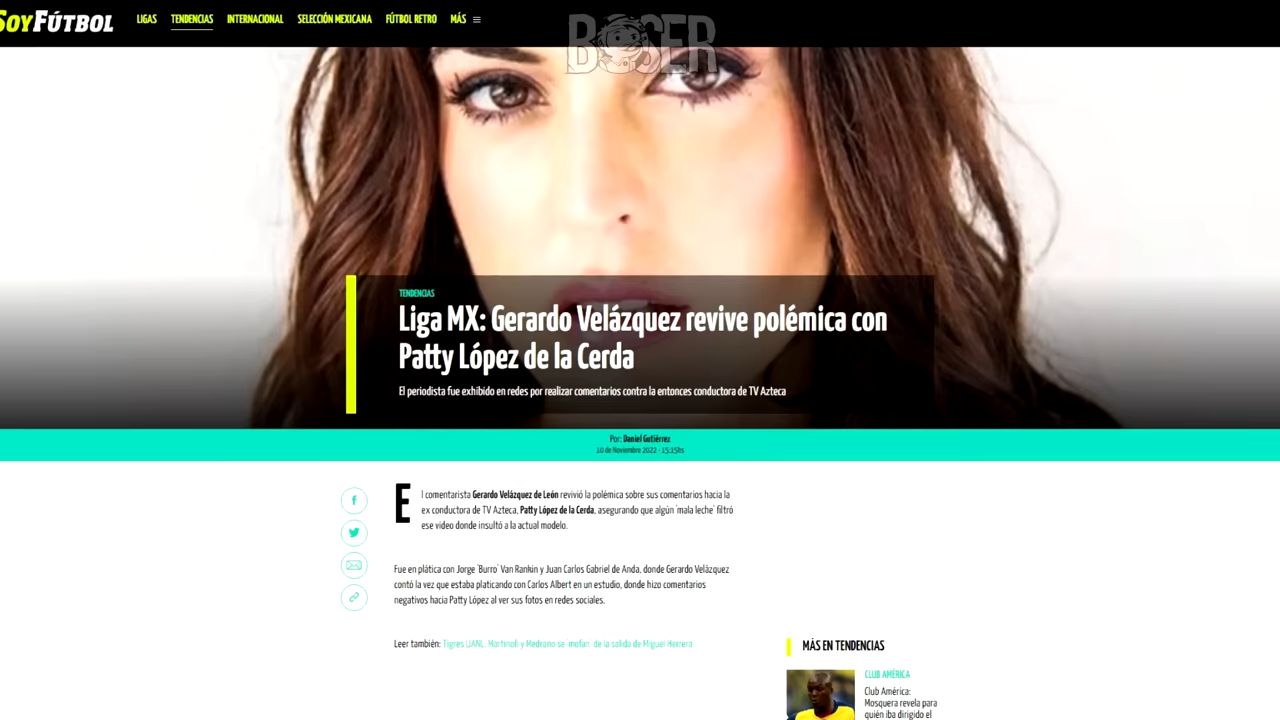 SOYFÚTBOL
LIGAS TENDENCIAS INTERNACIONAL SELECCIÓN MEXICANA FÚTBOL RETRO MÁS
BOSER
TENDENCIAS
Liga MX: Gerardo Velázquez revive polémica con
Patty López de la Cerda
El periodista fue exhibido en redes por realizar comentarios contra la entonces conductora de TV Azteca
Por: Daniel Gutiérrez
10 de Noviembre 2022 · 15:15hs
El comentarista Gerardo Velázquez de León revivió la polémica sobre sus comentarios hacia la
ex conductora de TV Azteca, Patty López de la Cerda, asegurando que algún 'mala leche' filtró
ese video donde insultó a la actual modelo.
Fue en plática con Jorge 'Burro' Van Rankin y Juan Carlos Gabriel de Anda, donde Gerardo Velázquez
contó la vez que estaba platicando con Carlos Albert en un estudio, donde hizo comentarios
negativos hacia Patty López al ver sus fotos en redes sociales.
Leer también: Tigres UANL: Martinoli y Medrano se 'mofan' de la salida de Miguel Herrera
MÁS EN TENDENCIAS
CLUB AMÉRICA
Club América:
Mosquera revela para
quién iba dirigido el